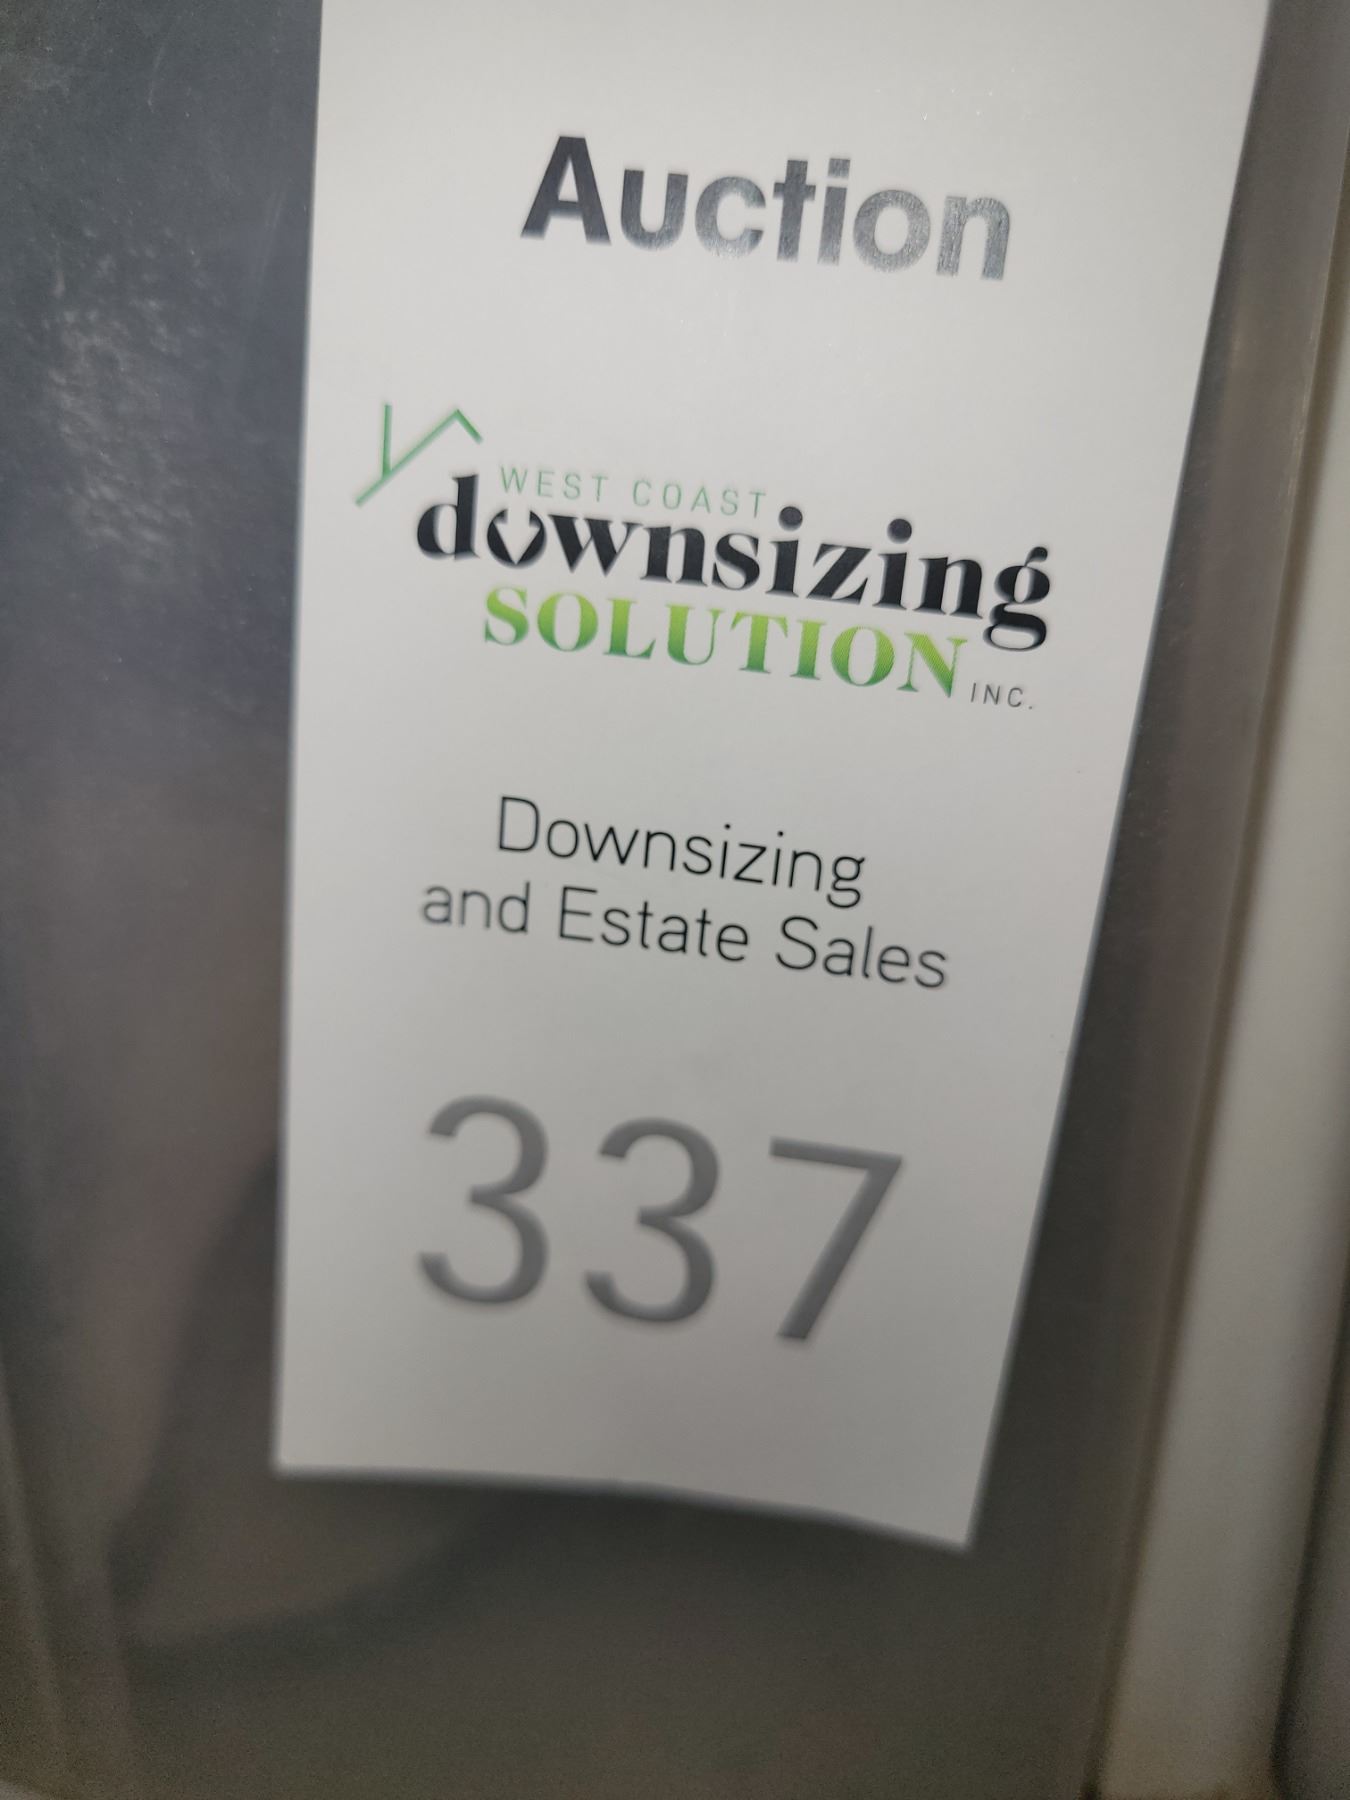 Auction
WEST COAST
downsizing
SOLUTION INC.
Downsizing
and Estate Sales
337